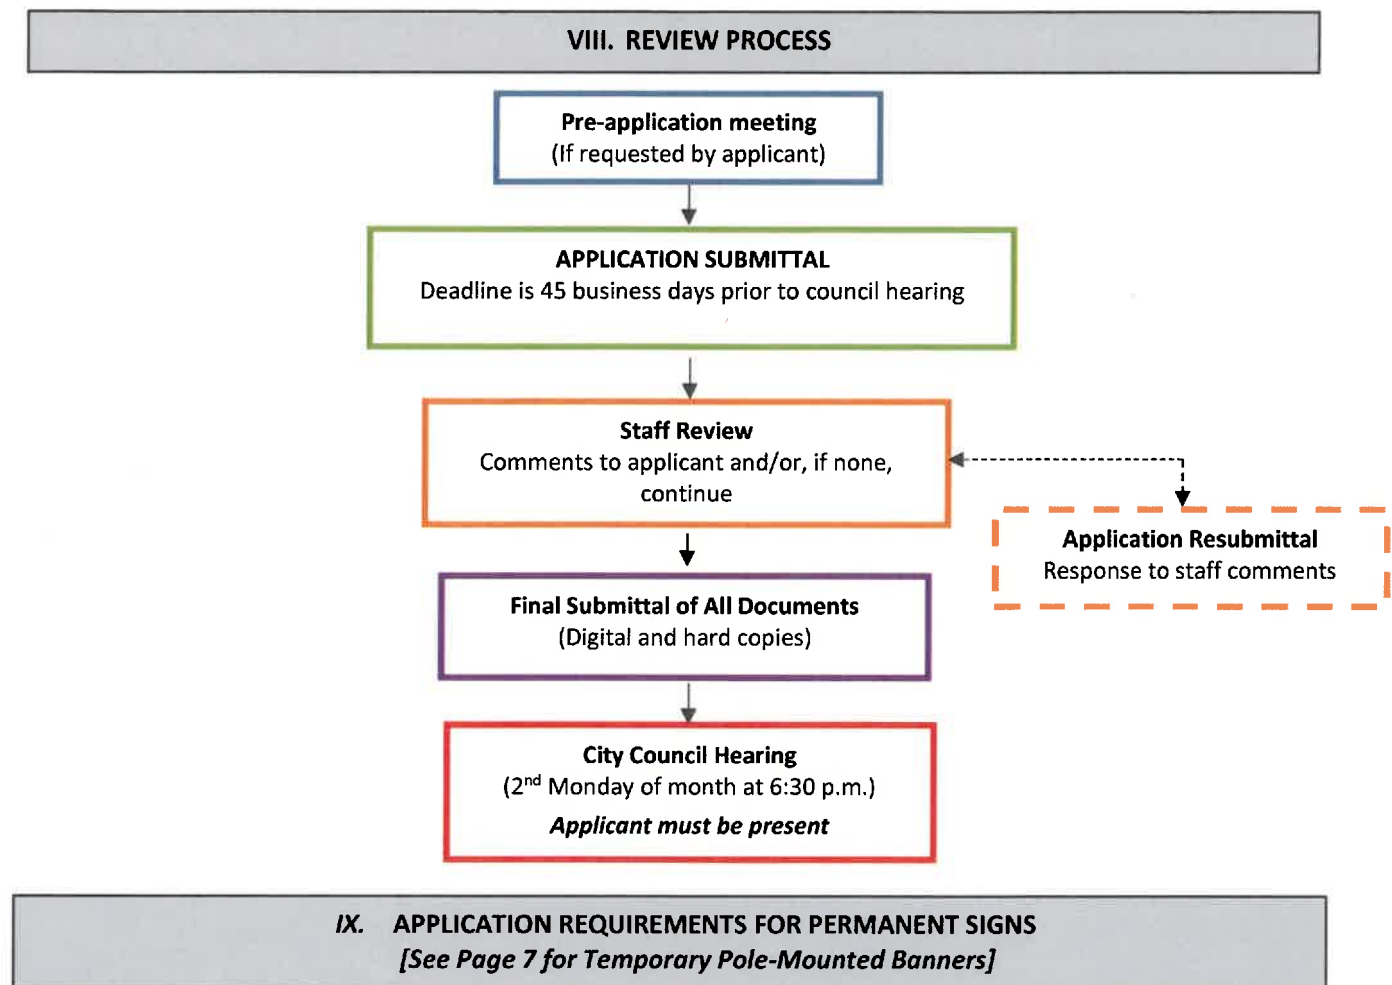 VIII. REVIEW PROCESS
Pre-application meeting
(If requested by applicant)
APPLICATION SUBMITTAL
Deadline is 45 business days prior to council hearing
Staff Review
Comments to applicant and/or, if none,
continue
Application Resubmittal
Response to staff comments
Final Submittal of All Documents
(Digital and hard copies)
City Council Hearing
(2nd Monday of month at 6:30 p.m.)
Applicant must be present
IX. APPLICATION REQUIREMENTS FOR PERMANENT SIGNS
[See Page 7 for Temporary Pole-Mounted Banners]